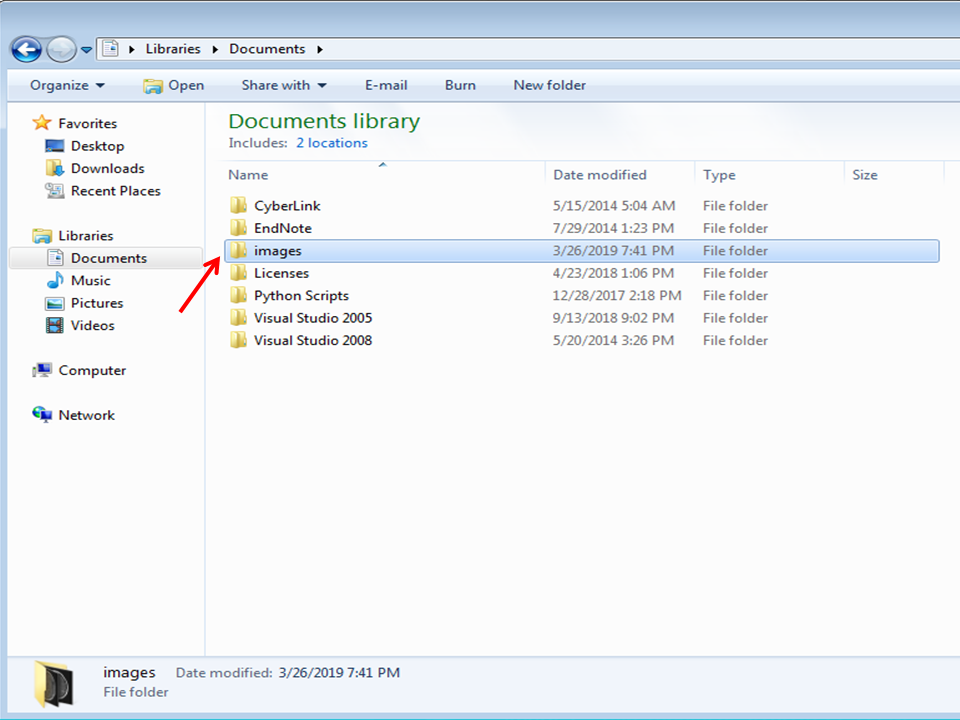 Libraries Documents
Organize Open Share with E-mail Burn New folder
Favorites
Desktop
Downloads
Recent Places
Libraries
Documents
Music
Pictures
Videos
Computer
Network
Documents library
Includes: 2 locations
Name Date modified Type Size
CyberLink 5/15/2014 5:04 AM File folder
EndNote 7/29/2014 1:23 PM File folder
images 3/26/2019 7:41 PM File folder
Licenses 4/23/2018 1:06 PM File folder
Python Scripts 12/28/2017 2:18 PM File folder
Visual Studio 2005 9/13/2018 9:02 PM File folder
Visual Studio 2008 5/20/2014 3:26 PM File folder
images Date modified: 3/26/2019 7:41 PM
File folder